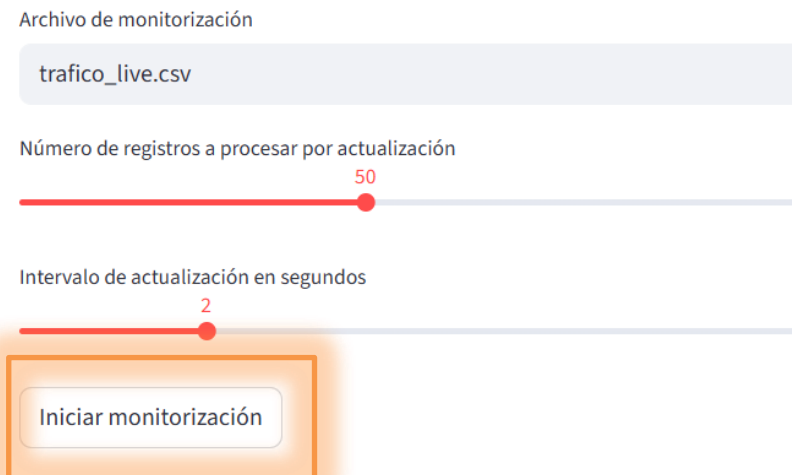 Archivo de monitorización
trafico_live.csv
Número de registros a procesar por actualización
50
Intervalo de actualización en segundos
2
Iniciar monitorización